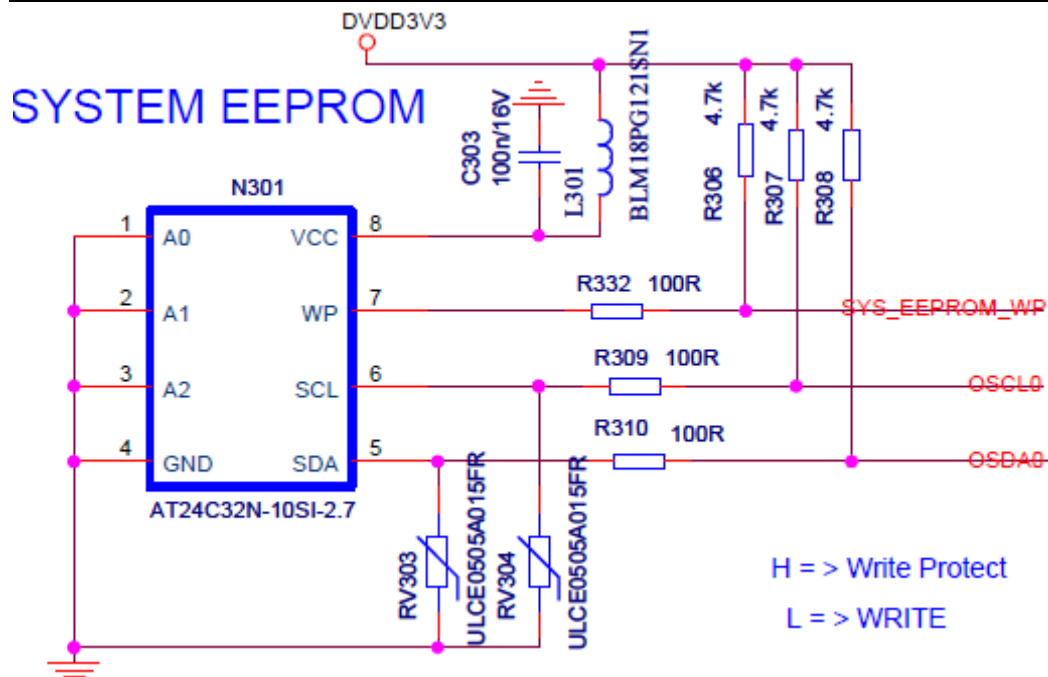 DVDD3V3
SYSTEM EEPROM
C303
100n/16V
L301
BLM18PG121SN1
R306
4.7k
R307
4.7k
R308
4.7k
N301
1 A0 VCC 8
2 A1 WP 7
3 A2 SCL 6
4 GND SDA 5
AT24C32N-10SI-2.7
R332 100R
SYS_EEPROM_WP
R309 100R
OSCL0
R310 100R
OSDA0
RV303
ULCE0505A015FR
RV304
ULCE0505A015FR
H = > Write Protect
L = > WRITE